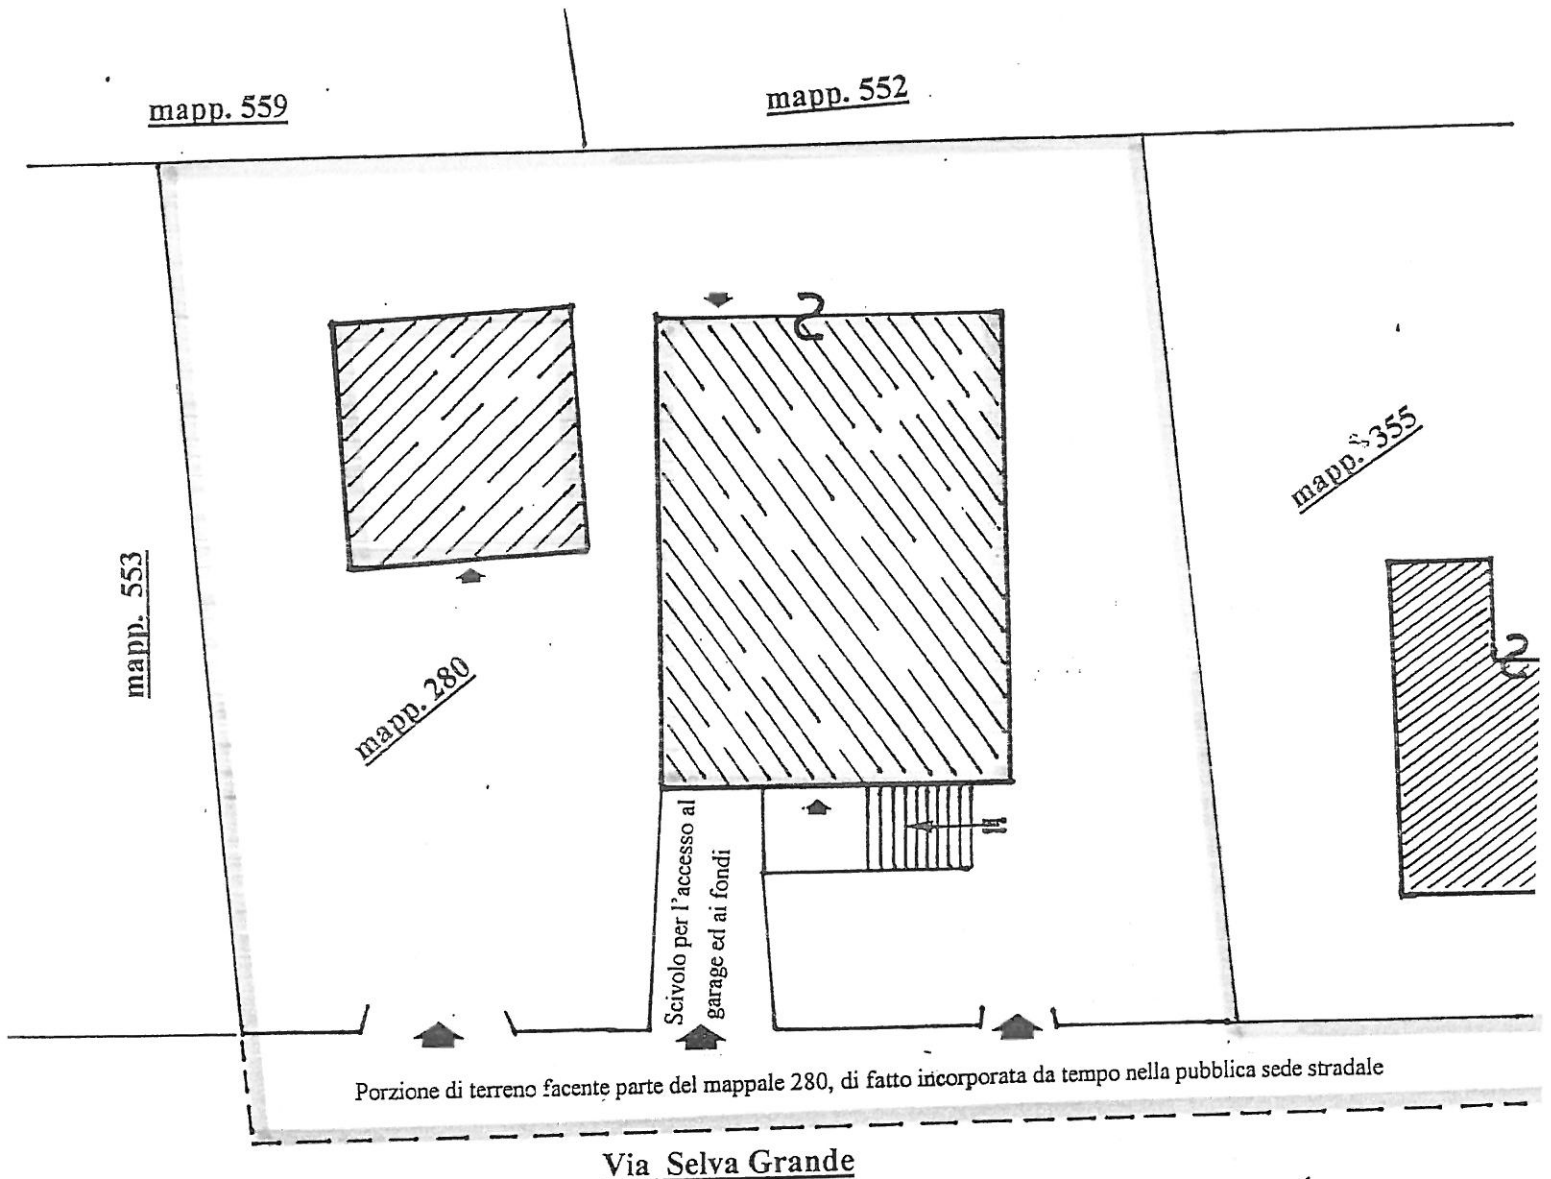 mapp. 559
mapp. 552
mapp. 355
mapp. 553
mapp. 280
Scivolo per l'accesso al
garage ed ai fondi
Porzione di terreno facente parte del mappale 280, di fatto incorporata da tempo nella pubblica sede stradale
Via Selva Grande